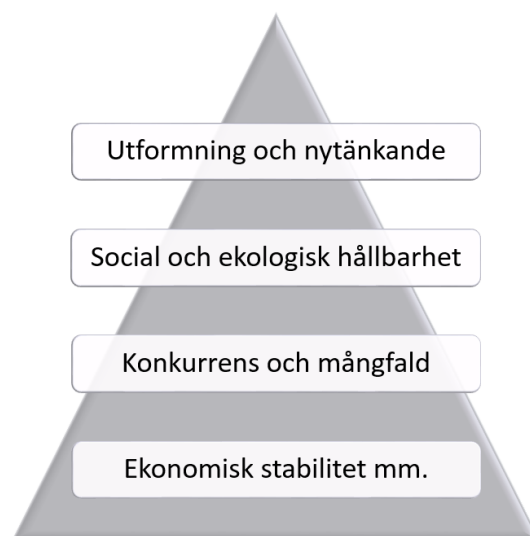 Utformning och nytänkande
Social och ekologisk hållbarhet
Konkurrens och mångfald
Ekonomisk stabilitet mm.